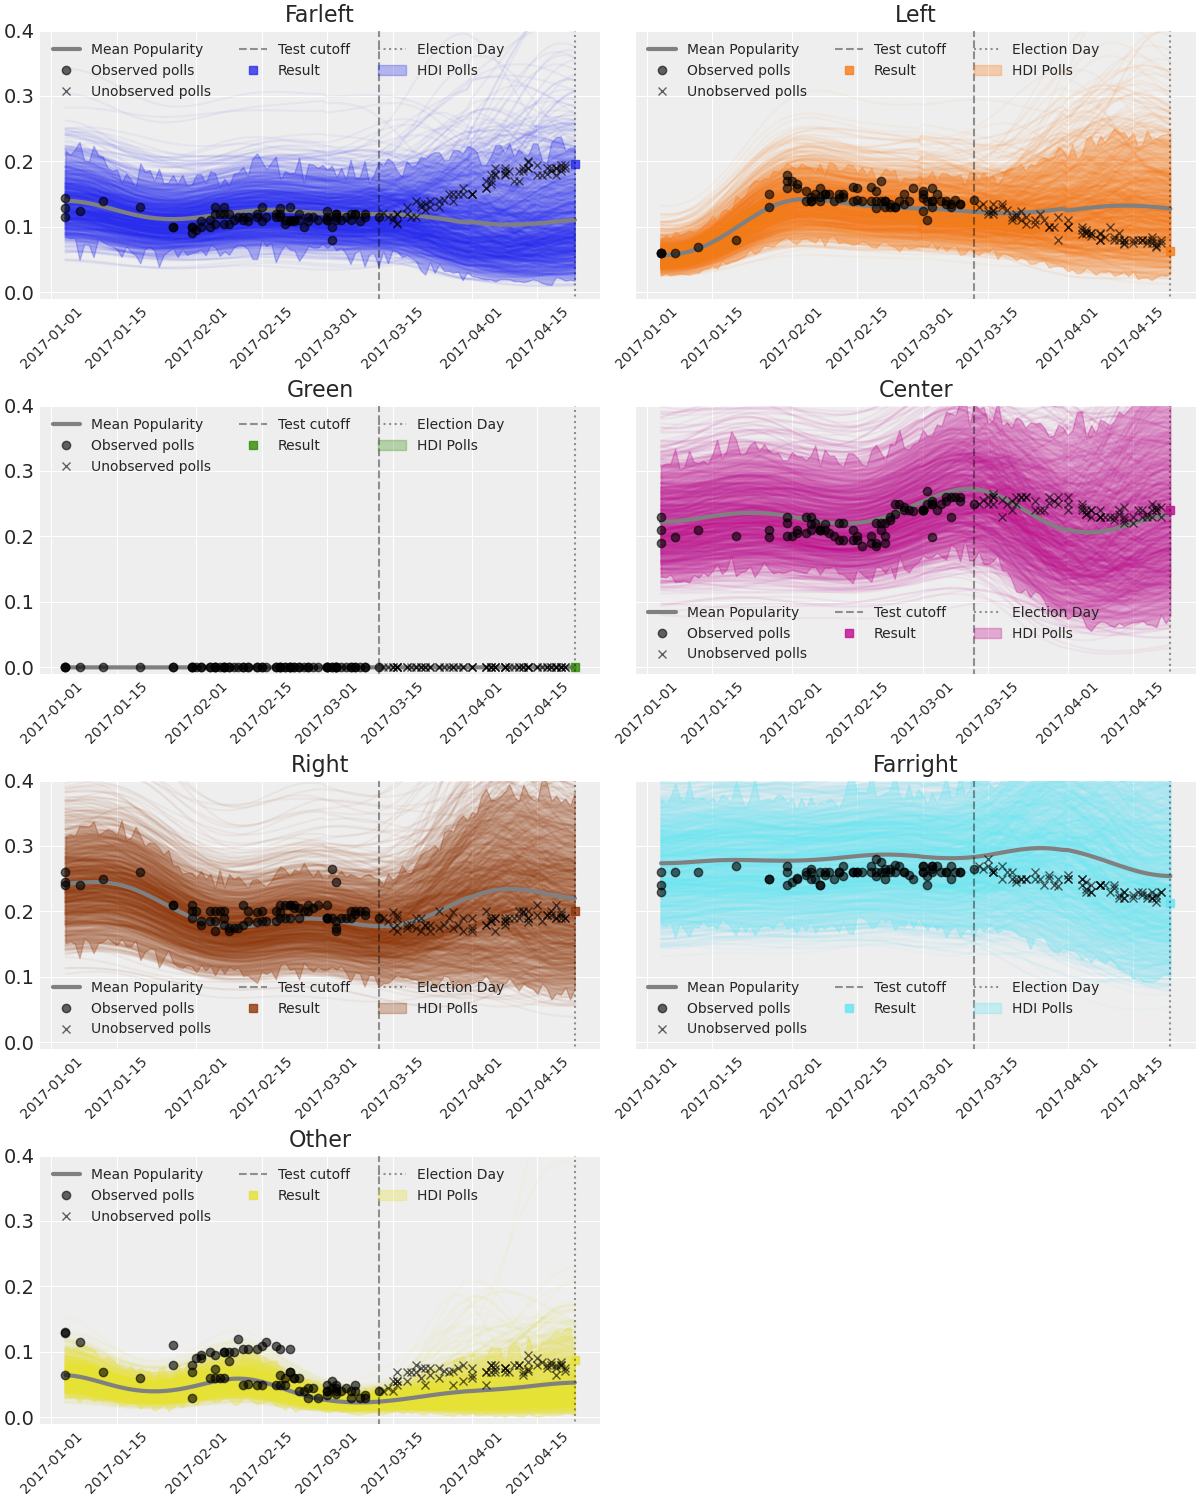 Farleft
Mean Popularity Test cutoff Election Day
Observed polls Result HDI Polls
Unobserved polls
0.4
0.3
0.2
0.1
0.0
2017-01-01 2017-01-15 2017-02-01 2017-02-15 2017-03-01 2017-03-15 2017-04-01 2017-04-15
Left
Mean Popularity Test cutoff Election Day
Observed polls Result HDI Polls
Unobserved polls
2017-01-01 2017-01-15 2017-02-01 2017-02-15 2017-03-01 2017-03-15 2017-04-01 2017-04-15
Green
Mean Popularity Test cutoff Election Day
Observed polls Result HDI Polls
Unobserved polls
0.4
0.3
0.2
0.1
0.0
2017-01-01 2017-01-15 2017-02-01 2017-02-15 2017-03-01 2017-03-15 2017-04-01 2017-04-15
Center
Mean Popularity Test cutoff Election Day
Observed polls Result HDI Polls
Unobserved polls
2017-01-01 2017-01-15 2017-02-01 2017-02-15 2017-03-01 2017-03-15 2017-04-01 2017-04-15
Right
0.4
0.3
0.2
0.1
0.0
Mean Popularity Test cutoff Election Day
Observed polls Result HDI Polls
Unobserved polls
2017-01-01 2017-01-15 2017-02-01 2017-02-15 2017-03-01 2017-03-15 2017-04-01 2017-04-15
Farright
Mean Popularity Test cutoff Election Day
Observed polls Result HDI Polls
Unobserved polls
2017-01-01 2017-01-15 2017-02-01 2017-02-15 2017-03-01 2017-03-15 2017-04-01 2017-04-15
Other
Mean Popularity Test cutoff Election Day
Observed polls Result HDI Polls
Unobserved polls
0.4
0.3
0.2
0.1
0.0
2017-01-01 2017-01-15 2017-02-01 2017-02-15 2017-03-01 2017-03-15 2017-04-01 2017-04-15